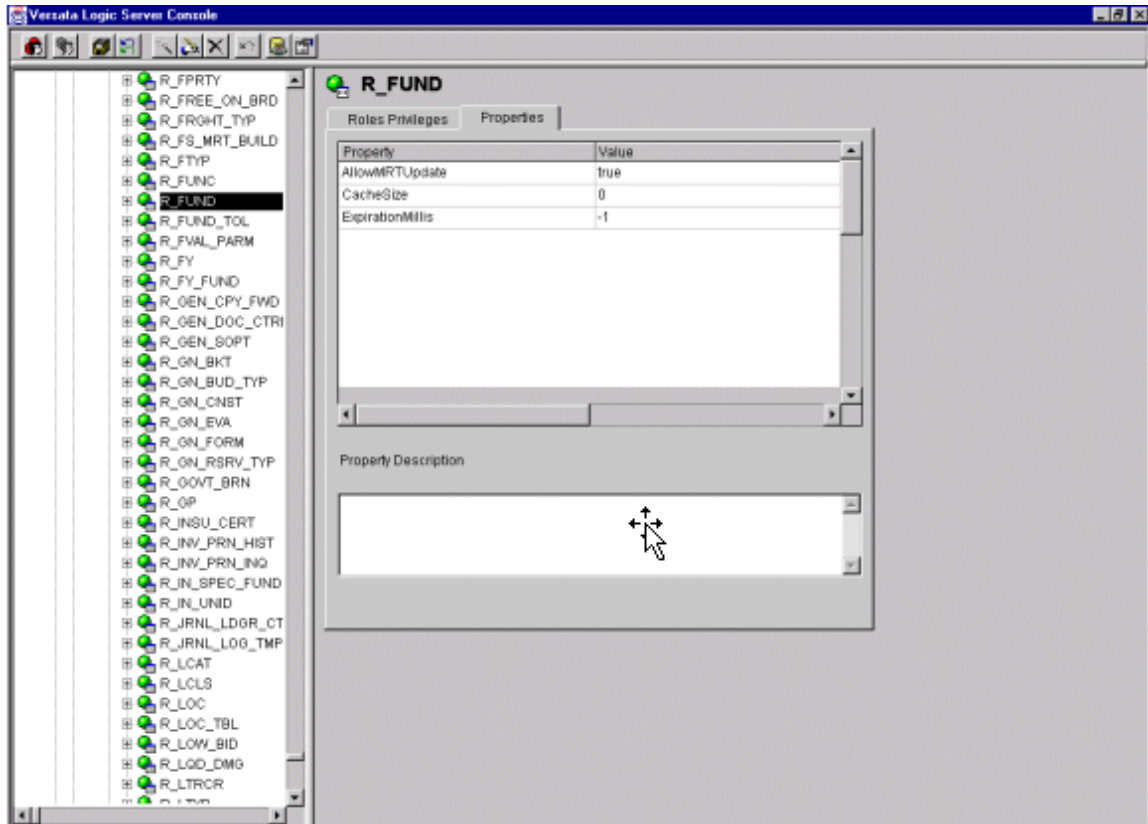 Versata Logic Server Console
R_FPRTY
R_FREE_ON_BRD
R_FRGHT_TYP
R_FS_MRT_BUILD
R_FTYP
R_FUNC
R_FUND
R_FUND_TOL
R_FVAL_PARM
R_FY
R_FY_FUND
R_GEN_CPY_FWD
R_GEN_DOC_CTRI
R_GEN_SOPT
R_GN_BKT
R_GN_BUD_TYP
R_GN_CNST
R_GN_EVA
R_GN_FORM
R_GN_RSRV_TYP
R_GOVT_BRN
R_GP
R_INSU_CERT
R_INV_PRN_HIST
R_INV_PRN_INQ
R_IN_SPEC_FUND
R_IN_UNID
R_JRNL_LDGR_CT
R_JRNL_LOG_TMP
R_LCAT
R_LCLS
R_LOC
R_LOC_TBL
R_LOW_BID
R_LQD_DMG
R_LTRCR
R_FUND
Roles Privileges Properties
Property Value
AllowMRTUpdate true
CacheSize 0
ExpirationMillis -1
Property Description